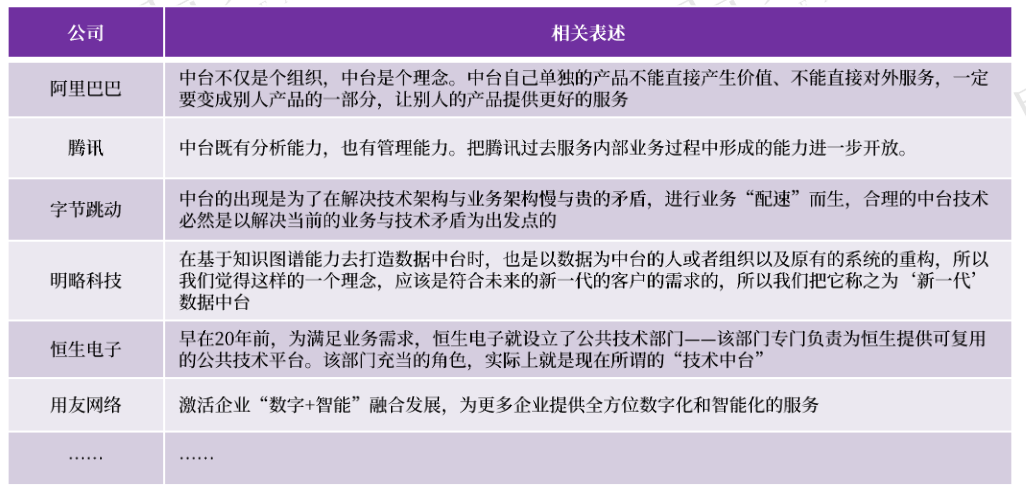 公司
相关表述
阿里巴巴
中台不仅是个组织，中台是个理念。中台自己单独的产品不能直接产生价值、不能直接对外服务，一定
要变成别人产品的一部分，让别人的产品提供更好的服务
腾讯
中台既有分析能力，也有管理能力。把腾讯过去服务内部业务过程中形成的能力进一步开放。
字节跳动
中台的出现是为了在解决技术架构与业务架构慢与贵的矛盾，进行业务“配速”而生，合理的中台技术
必然是以解决当前的业务与技术矛盾为出发点的
明略科技
在基于知识图谱能力去打造数据中台时，也是以数据为中台的人或者组织以及原有的系统的重构，所以
我们觉得这样的一个理念，应该是符合未来的新一代的客户的需求的，所以我们把它称之为‘新一代’
数据中台
恒生电子
早在20年前，为满足业务需求，恒生电子就设立了公共技术部门——该部门专门负责为恒生提供可复用
的公共技术平台。该部门充当的角色，实际上就是现在所谓的“技术中台”
用友网络
激活企业“数字+智能”融合发展，为更多企业提供全方位数字化和智能化的服务
……
……